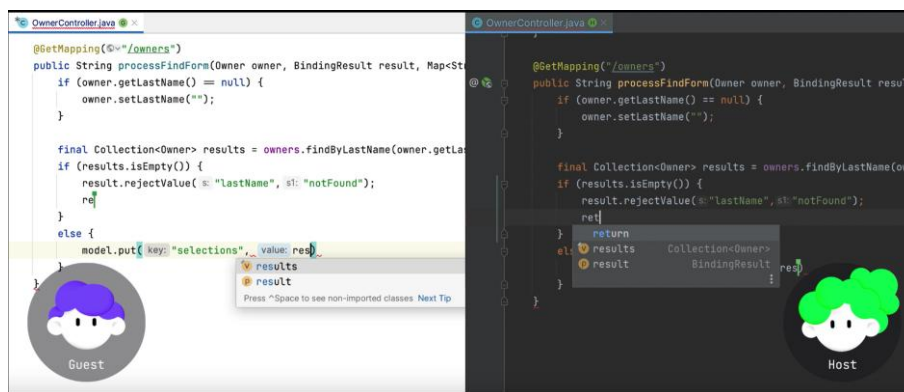 OwnerController.java
@GetMapping("/owners")
public String processFindForm(Owner owner, BindingResult result, Map<Str
if (owner.getLastName() == null) {
owner.setLastName("");
}
final Collection<Owner> results = owners.findByLastName(owner.getLas
if (results.isEmpty()) {
result.rejectValue( s: "lastName", s1: "notFound");
re
}
else {
model.put( key: "selections", value: res)
}
}
results
result
Press ^Space to see non-imported classes Next Tip
Guest
OwnerController.java
}
@GetMapping("/owners")
public String processFindForm(Owner owner, BindingResult resul
if (owner.getLastName() == null) {
owner.setLastName("");
}
final Collection<Owner> results = owners.findByLastName(o
if (results.isEmpty()) {
result.rejectValue( s: "lastName", s1: "notFound");
ret
}
return
results Collection<Owner>
result BindingResult
els
res)
}
}
Host